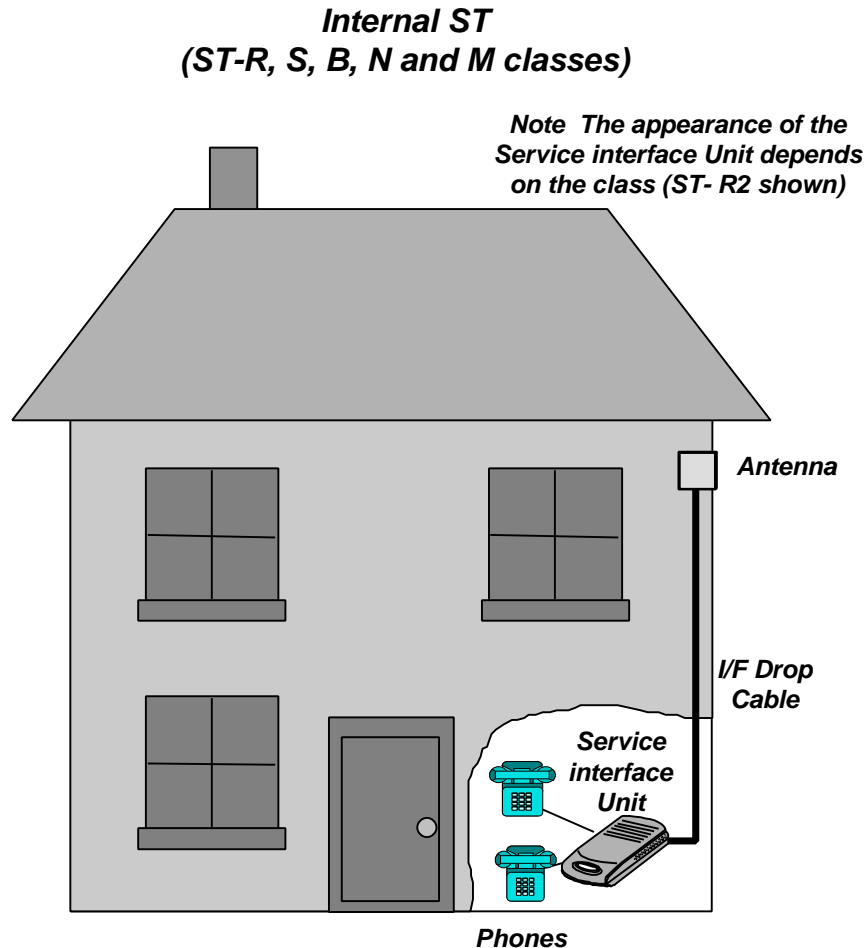 Internal ST
(ST-R, S, B, N and M classes)
Note  The appearance of the
Service interface Unit depends
on the class (ST- R2 shown)
Antenna
I/F Drop
Cable
Service
interface
Unit
Phones